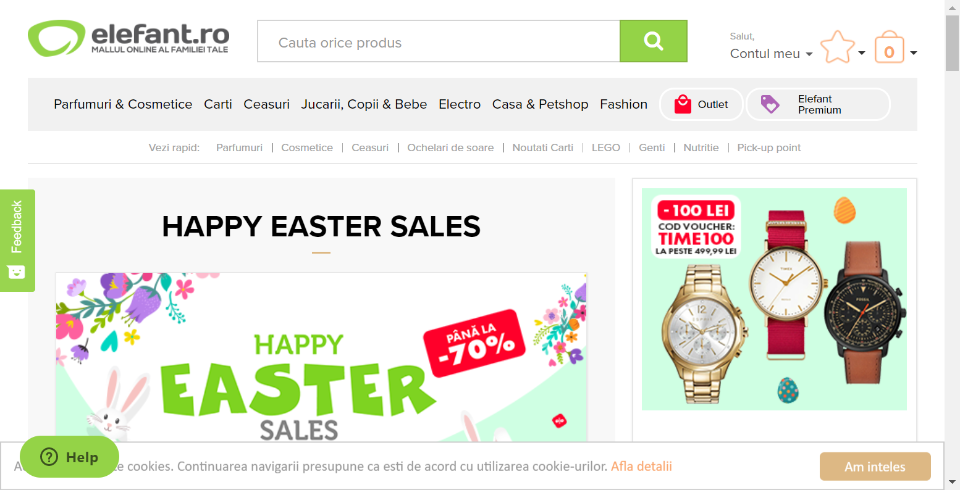 elefant.ro
MALLUL ONLINE AL FAMILIEI TALE
Cauta orice produs
Salut,
Contul meu
0
Parfumuri & Cosmetice Carti Ceasuri Jucarii, Copii & Bebe Electro Casa & Petshop Fashion Outlet Elefant Premium
Vezi rapid: Parfumuri | Cosmetice | Ceasuri | Ochelari de soare | Noutati Carti | LEGO | Genti | Nutritie | Pick-up point
Feedback
HAPPY EASTER SALES
PÂNĂ LA
-70%
HAPPY
EASTER
SALES
- 100 LEI
COD VOUCHER:
TIME100
LA PESTE 499,99 LEI
Help
cookies. Continuarea navigarii presupune ca esti de acord cu utilizarea cookie-urilor. Afla detalii
Am inteles